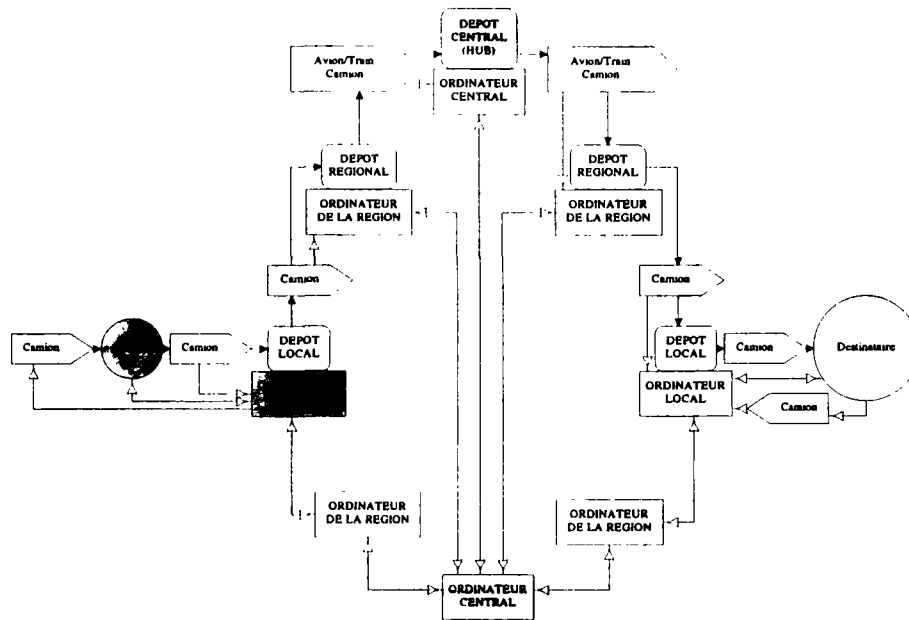 DEPOT
CENTRAL
(HUB)
Avion/Train
Camion
Avion/Train
Camion
ORDINATEUR
CENTRAL
DEPOT
REGIONAL
DEPOT
REGIONAL
ORDINATEUR
DE LA REGION
ORDINATEUR
DE LA REGION
Camion
Camion
Camion
Camion
DEPOT
LOCAL
DEPOT
LOCAL
Camion
Destinataire
ORDINATEUR
LOCAL
Camion
ORDINATEUR
DE LA REGION
ORDINATEUR
DE LA REGION
ORDINATEUR
CENTRAL